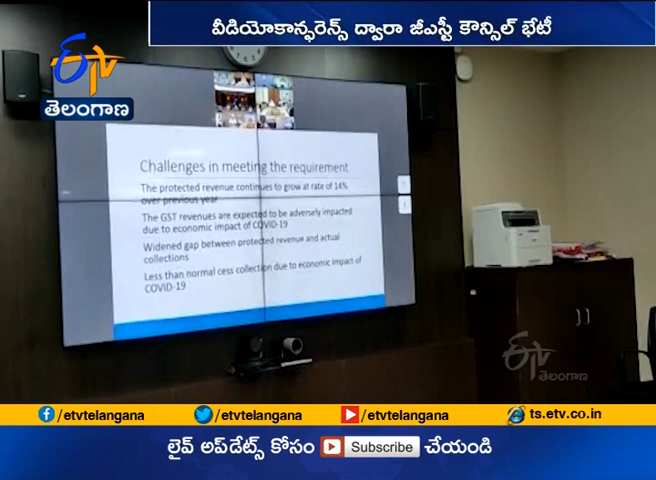 వీడియోకాన్ఫరెన్స్ ద్వారా జీఎస్టీ కౌన్సిల్ భేటీ
ETV
తెలంగాణ
Challenges in meeting the requirement
The protected revenue continues to grow at rate of 14%
over previous year
The GST revenues are expected to be adversely impacted
due to economic impact of COVID-19
Widened gap between protected revenue and actual
collections
Less than normal cess collection due to economic impact of
COVID-19
ETV
తెలంగాణ
/etvtelangana /etvtelangana /etvtelangana ts.etv.co.in
లైవ్ అప్‌డేట్స్ కోసం Subscribe చేయండి